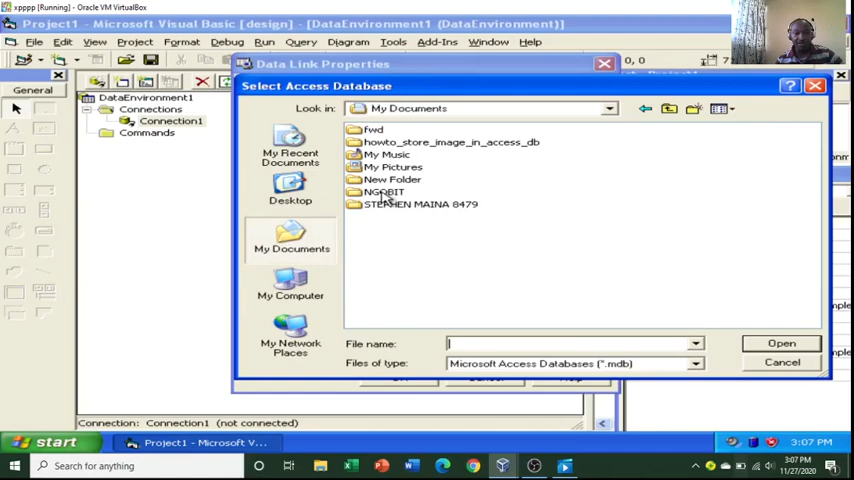 xpppp [Running] - Oracle VM VirtualBox
Project1 - Microsoft Visual Basic [design] - [DataEnvironment1 (DataEnvironment)]
File Edit View Project Format Debug Run Query Diagram Tools Add-Ins Window Help
0, 0
General
DataEnvironment1
Connections
Connection1
Commands
Data Link Properties
Select Access Database
Look in: My Documents
My Recent Documents
Desktop
My Documents
My Computer
My Network Places
fwd
howto_store_image_in_access_db
My Music
My Pictures
New Folder
NGOBIT
STEPHEN MAINA 8479
File name:
Open
Files of type: Microsoft Access Databases (*.mdb)
Cancel
Connection: Connection1 (not connected)
start
Project1 - Microsoft V...
3:07 PM
Search for anything
3:07 PM
11/27/2020